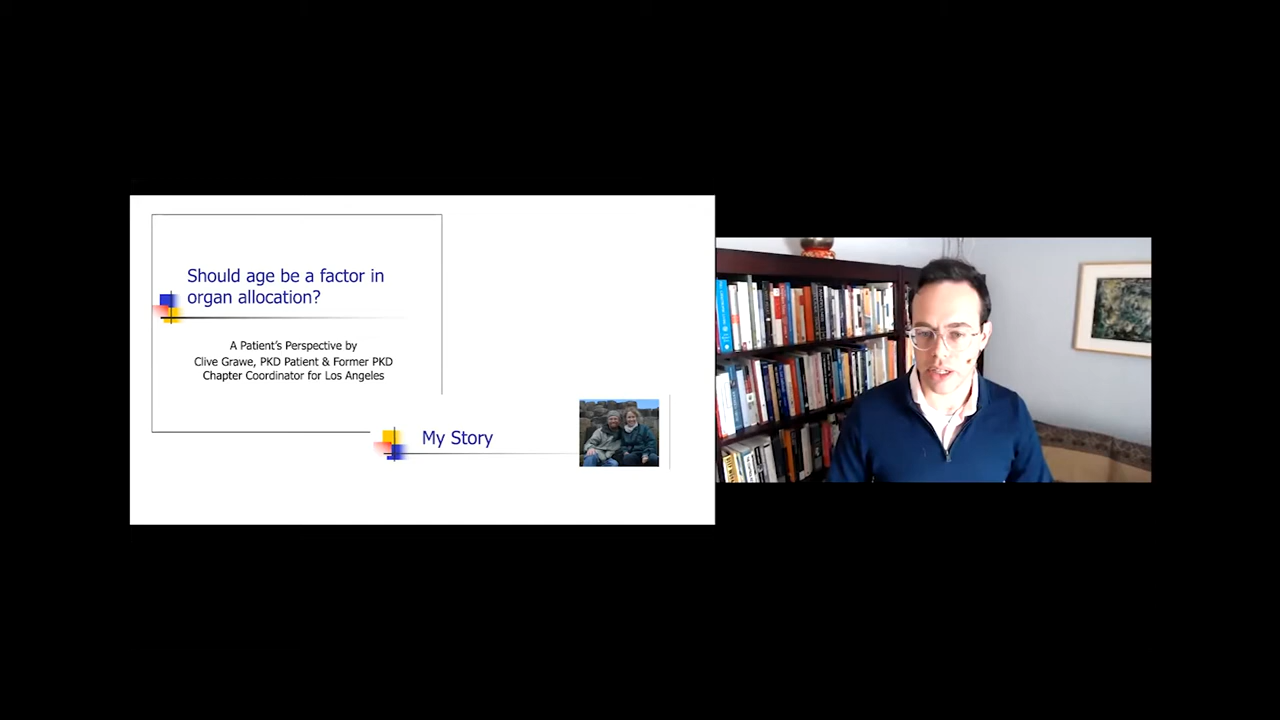 Should age be a factor in
organ allocation?
A Patient's Perspective by
Clive Grawe, PKD Patient & Former PKD
Chapter Coordinator for Los Angeles
My Story